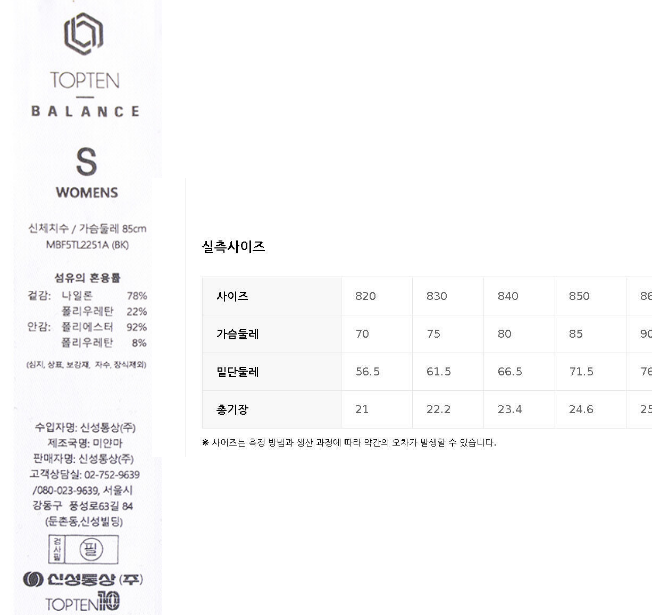 TOPTEN
BALANCE
S
WOMENS
신체치수 / 가슴둘레 85cm
MBF5TL2251A (BK)
섬유의 혼용률
겉감: 나일론 78%
폴리우레탄 22%
안감: 폴리에스터 92%
폴리우레탄 8%
(심지, 상표, 보강재, 자수, 장식제외)
수입자명: 신성통상(주)
제조국명: 미얀마
판매자명: 신성통상(주)
고객상담실: 02-752-9639
/080-023-9639, 서울시
강동구 풍성로63길 84
(둔촌동,신성빌딩)
검사필 필
신성통상(주)
TOPTEN10
실측사이즈
사이즈 820 830 840 850 86
가슴둘레 70 75 80 85 90
밑단둘레 56.5 61.5 66.5 71.5 76
총기장 21 22.2 23.4 24.6 25
※ 사이즈는 측정 방법과 생산 과정에 따라 약간의 오차가 발생할 수 있습니다.